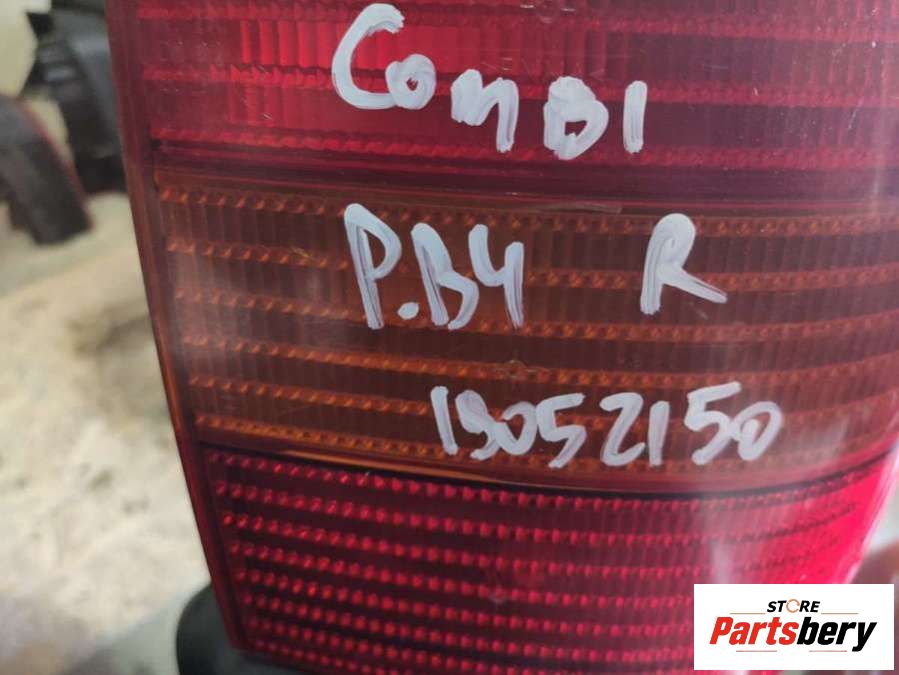 COMBI
P.B4 R
19052150
STORE
Partsbery